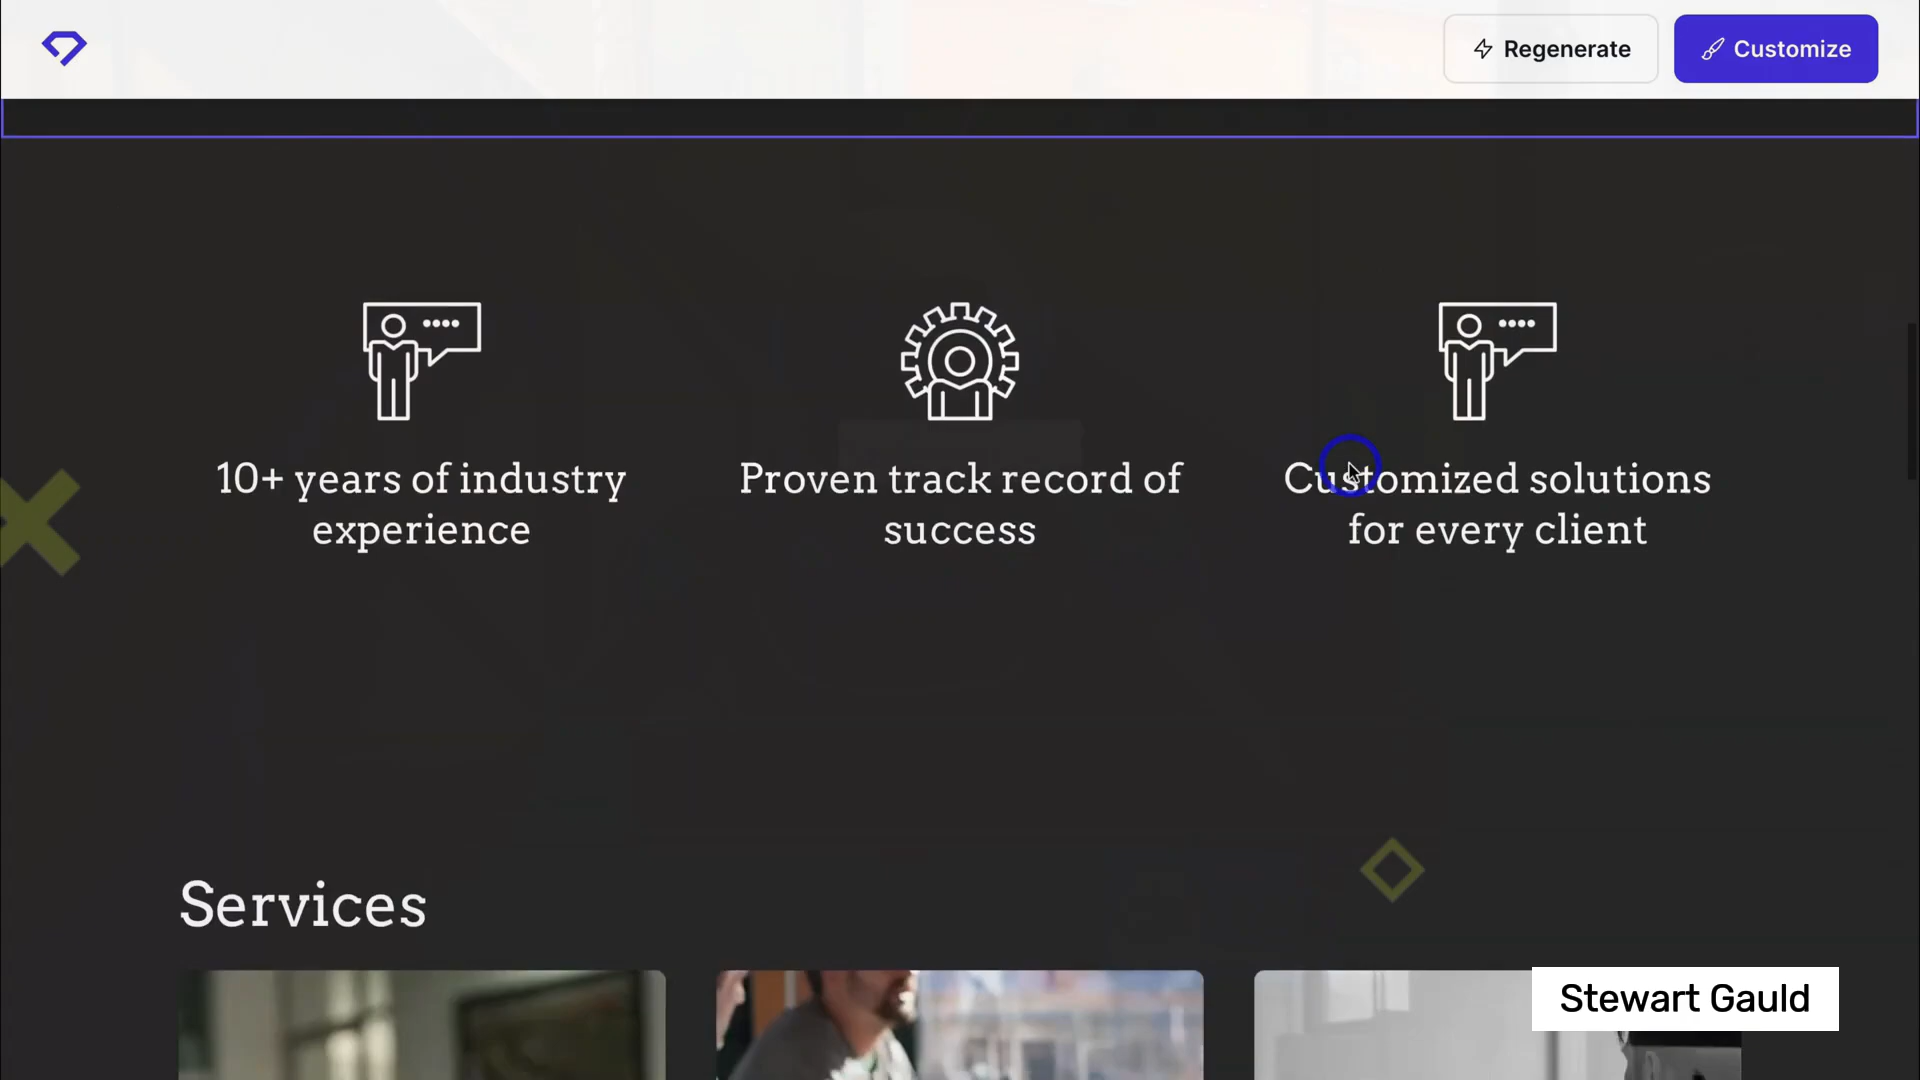 Regenerate
Customize
10+ years of industry
experience
Proven track record of
success
Customized solutions
for every client
Services
Stewart Gauld